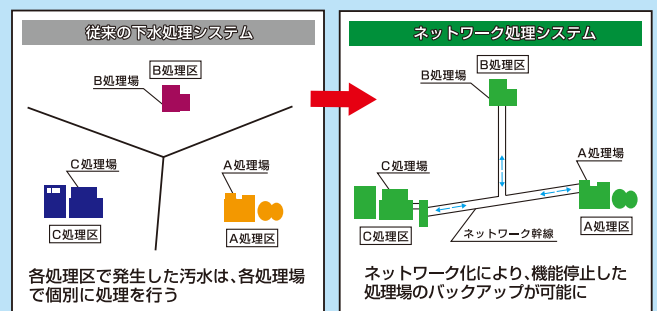 従来の下水処理システム
B処理区
B処理場
C処理場
A処理場
C処理区
A処理区
各処理区で発生した汚水は、各処理場
で個別に処理を行う
ネットワーク処理システム
B処理区
B処理場
C処理場
A処理場
C処理区
ネットワーク幹線
A処理区
ネットワーク化により、機能停止した
処理場のバックアップが可能に